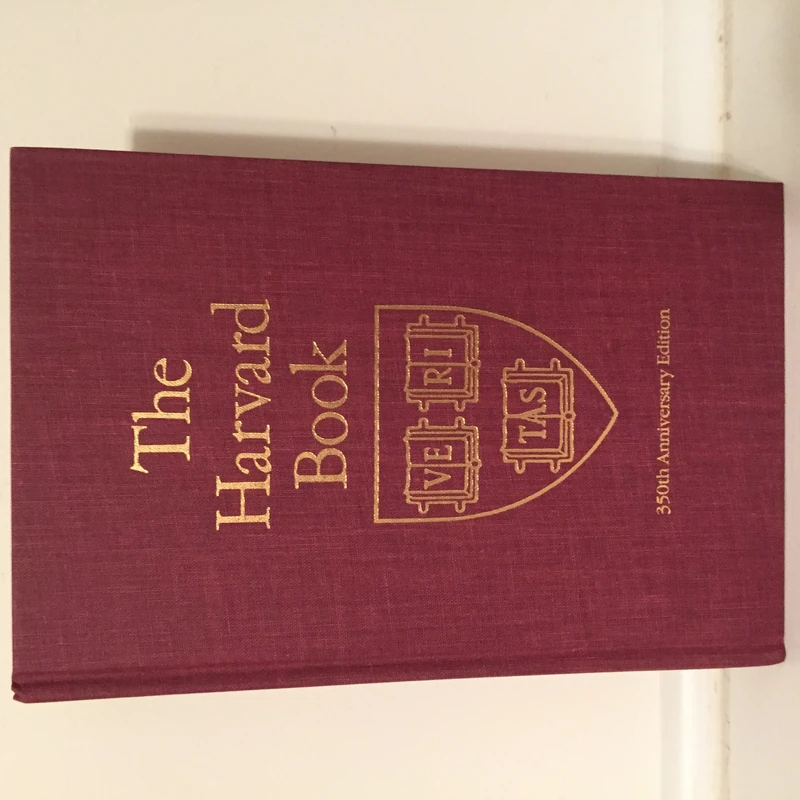 The
Harvard
Book
VE RI
TAS
350th Anniversary Edition